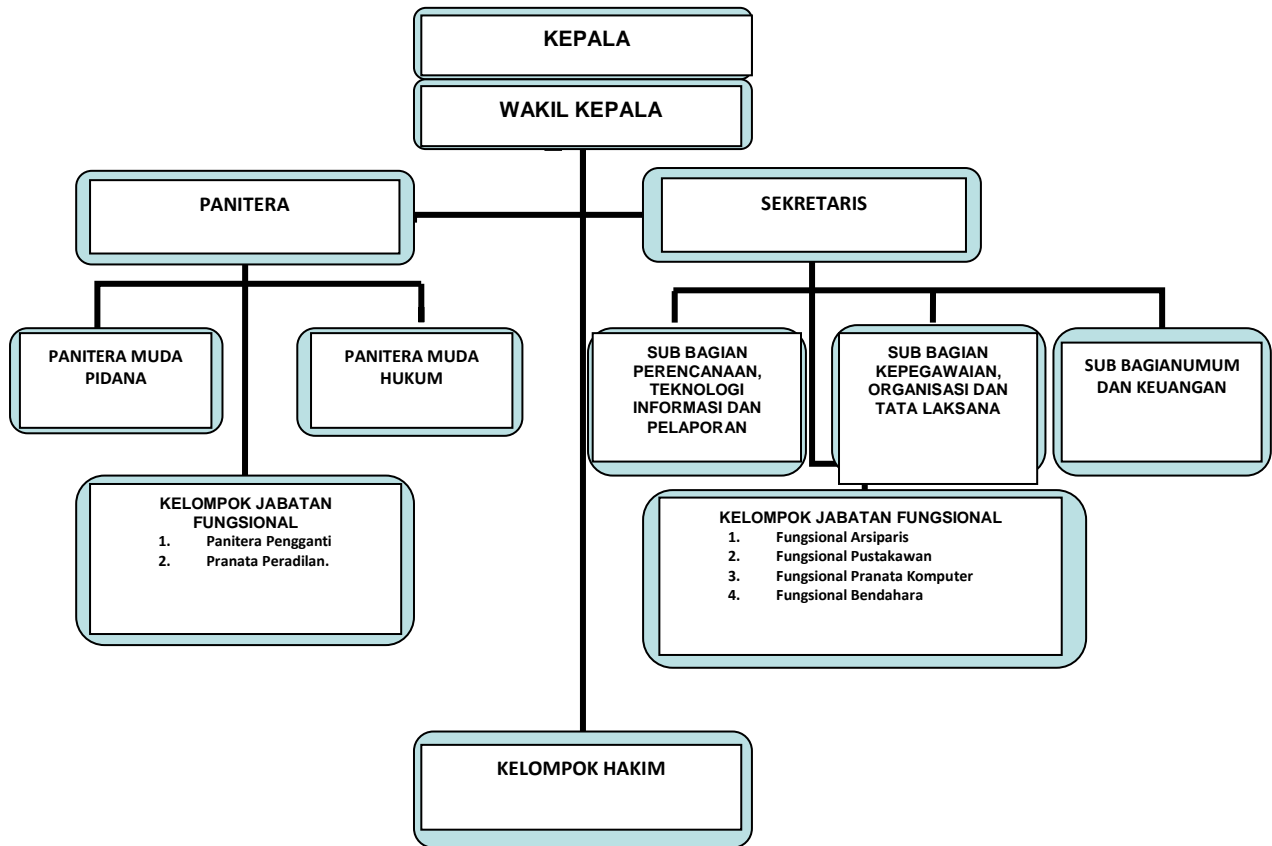 KEPALA
WAKIL KEPALA
PANITERA
SEKRETARIS
PANITERA MUDA
PIDANA
PANITERA MUDA
HUKUM
SUB BAGIAN
PERENCANAAN,
TEKNOLOGI
INFORMASI DAN
PELAPORAN
SUB BAGIAN
KEPEGAWAIAN,
ORGANISASI DAN
TATA LAKSANA
SUB BAGIANUMUM
DAN KEUANGAN
KELOMPOK JABATAN
FUNGSIONAL
1. Panitera Pengganti
2. Pranata Peradilan.
KELOMPOK JABATAN FUNGSIONAL
1. Fungsional Arsiparis
2. Fungsional Pustakawan
3. Fungsional Pranata Komputer
4. Fungsional Bendahara
KELOMPOK HAKIM